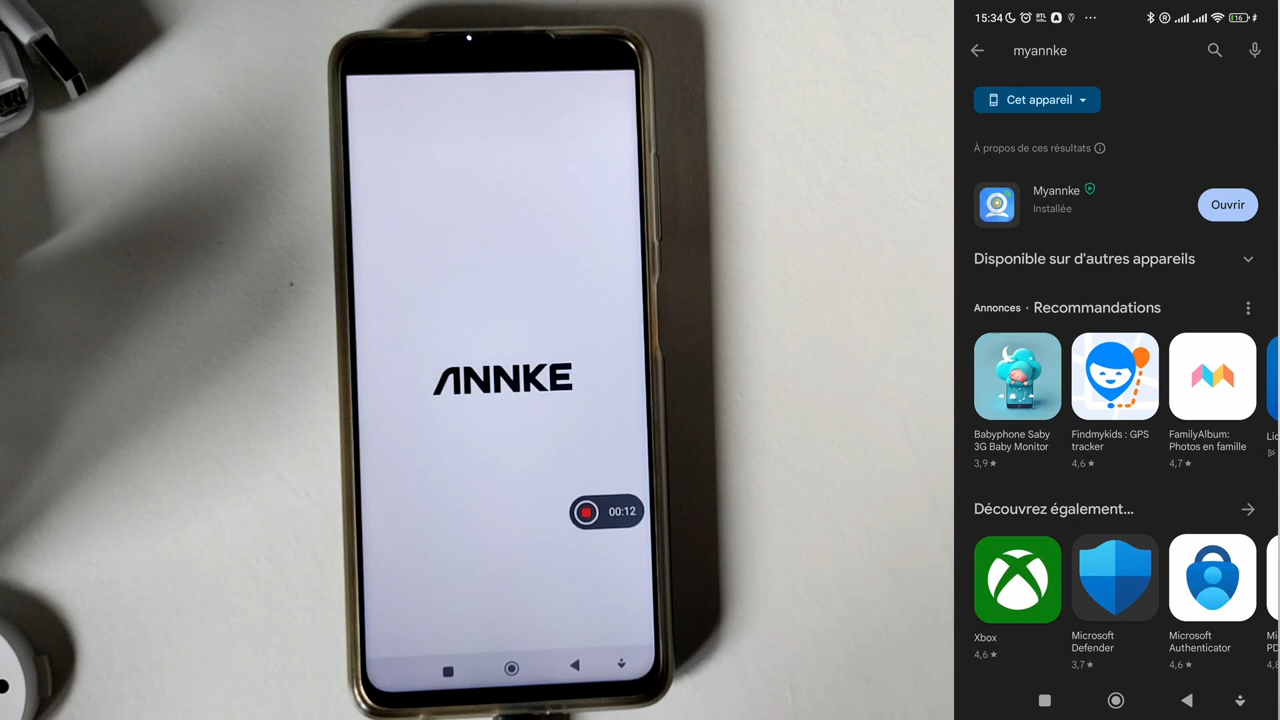 ANNKE
00:12
15:34
RTL
16
myannke
Cet appareil
À propos de ces résultats
Myannke
Installée
Ouvrir
Disponible sur d'autres appareils
Annonces • Recommandations
Babyphone Saby
3G Baby Monitor
3,9★
Findmykids : GPS
tracker
4,6★
FamilyAlbum:
Photos en famille
4,7★
Découvrez également...
Xbox
4,6★
Microsoft
Defender
3,7★
Microsoft
Authenticator
4,6★